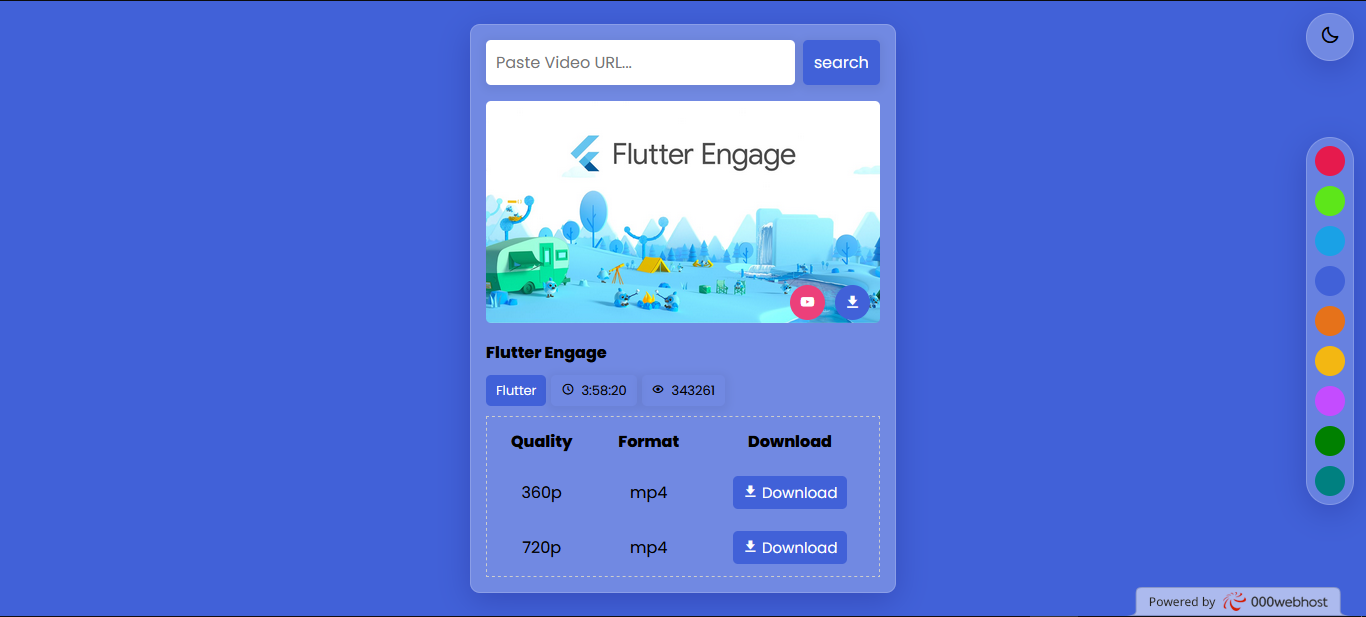 Paste Video URL...
search
Flutter Engage
Flutter Engage
Flutter 3:58:20 343261
Quality Format Download
360p mp4 Download
720p mp4 Download
Powered by 000webhost